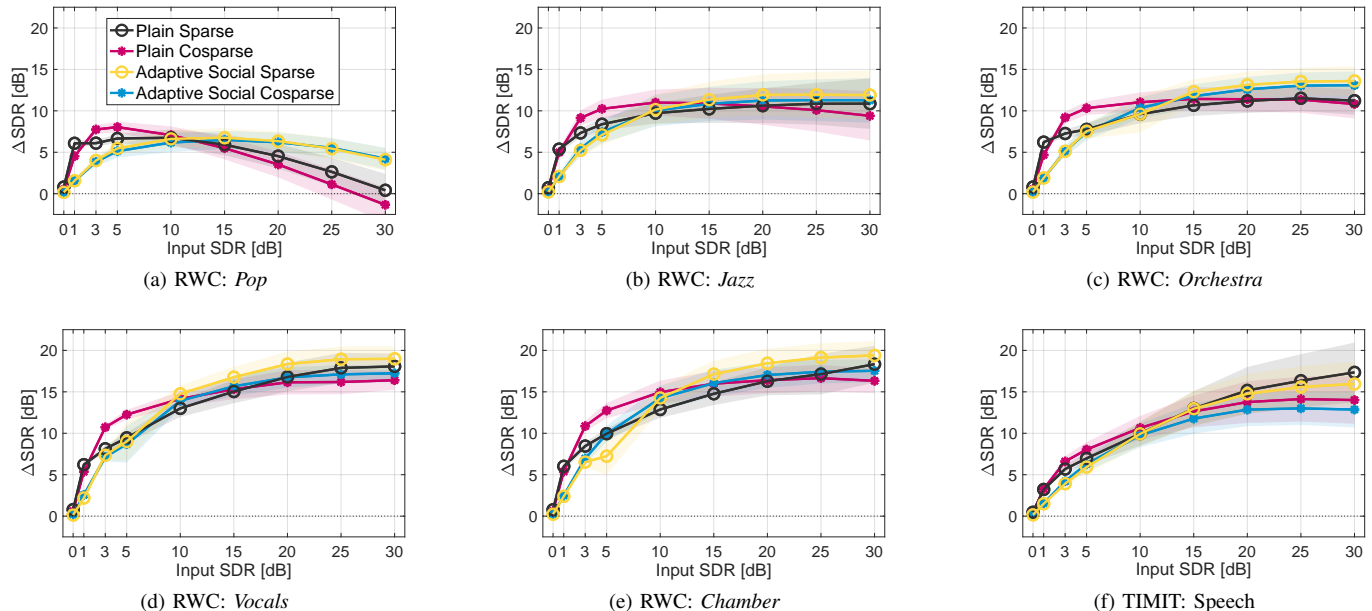 20
15
10
5
0
ΔSDR [dB]
Plain Sparse
Plain Cosparse
Adaptive Social Sparse
Adaptive Social Cosparse
0 1 3 5 10 15 20 25 30
Input SDR [dB]
(a) RWC: Pop
20
15
10
5
0
ΔSDR [dB]
0 1 3 5 10 15 20 25 30
Input SDR [dB]
(b) RWC: Jazz
20
15
10
5
0
ΔSDR [dB]
0 1 3 5 10 15 20 25 30
Input SDR [dB]
(c) RWC: Orchestra
20
15
10
5
0
ΔSDR [dB]
0 1 3 5 10 15 20 25 30
Input SDR [dB]
(d) RWC: Vocals
20
15
10
5
0
ΔSDR [dB]
0 1 3 5 10 15 20 25 30
Input SDR [dB]
(e) RWC: Chamber
20
15
10
5
0
ΔSDR [dB]
0 1 3 5 10 15 20 25 30
Input SDR [dB]
(f) TIMIT: Speech